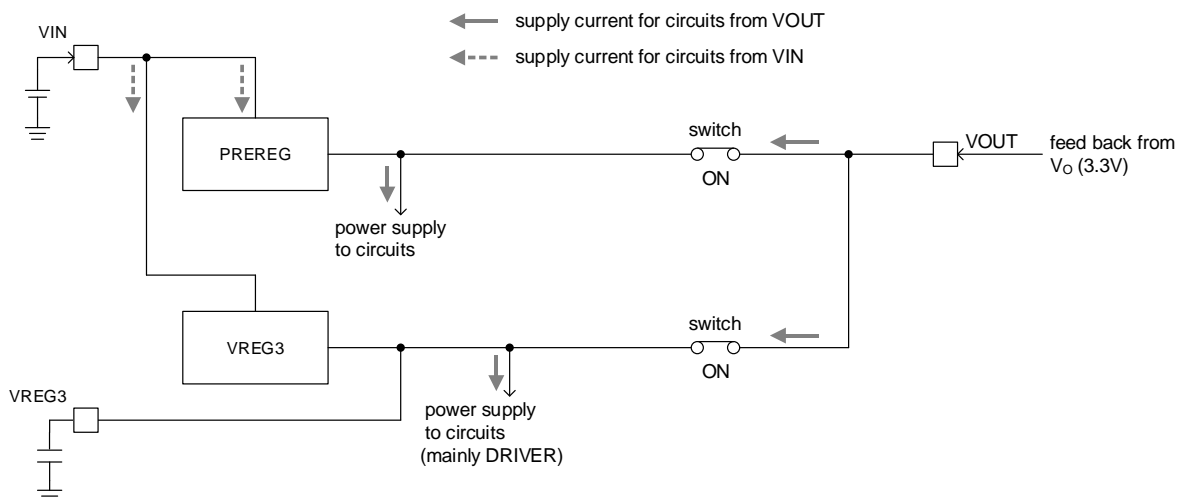 supply current for circuits from VOUT
VIN
supply current for circuits from VIN
switch
PREREG
VOUT
feed back from
VO (3.3V)
ON
power supply
to circuits
switch
VREG3
ON
VREG3
power supply
to circuits
(mainly DRIVER)